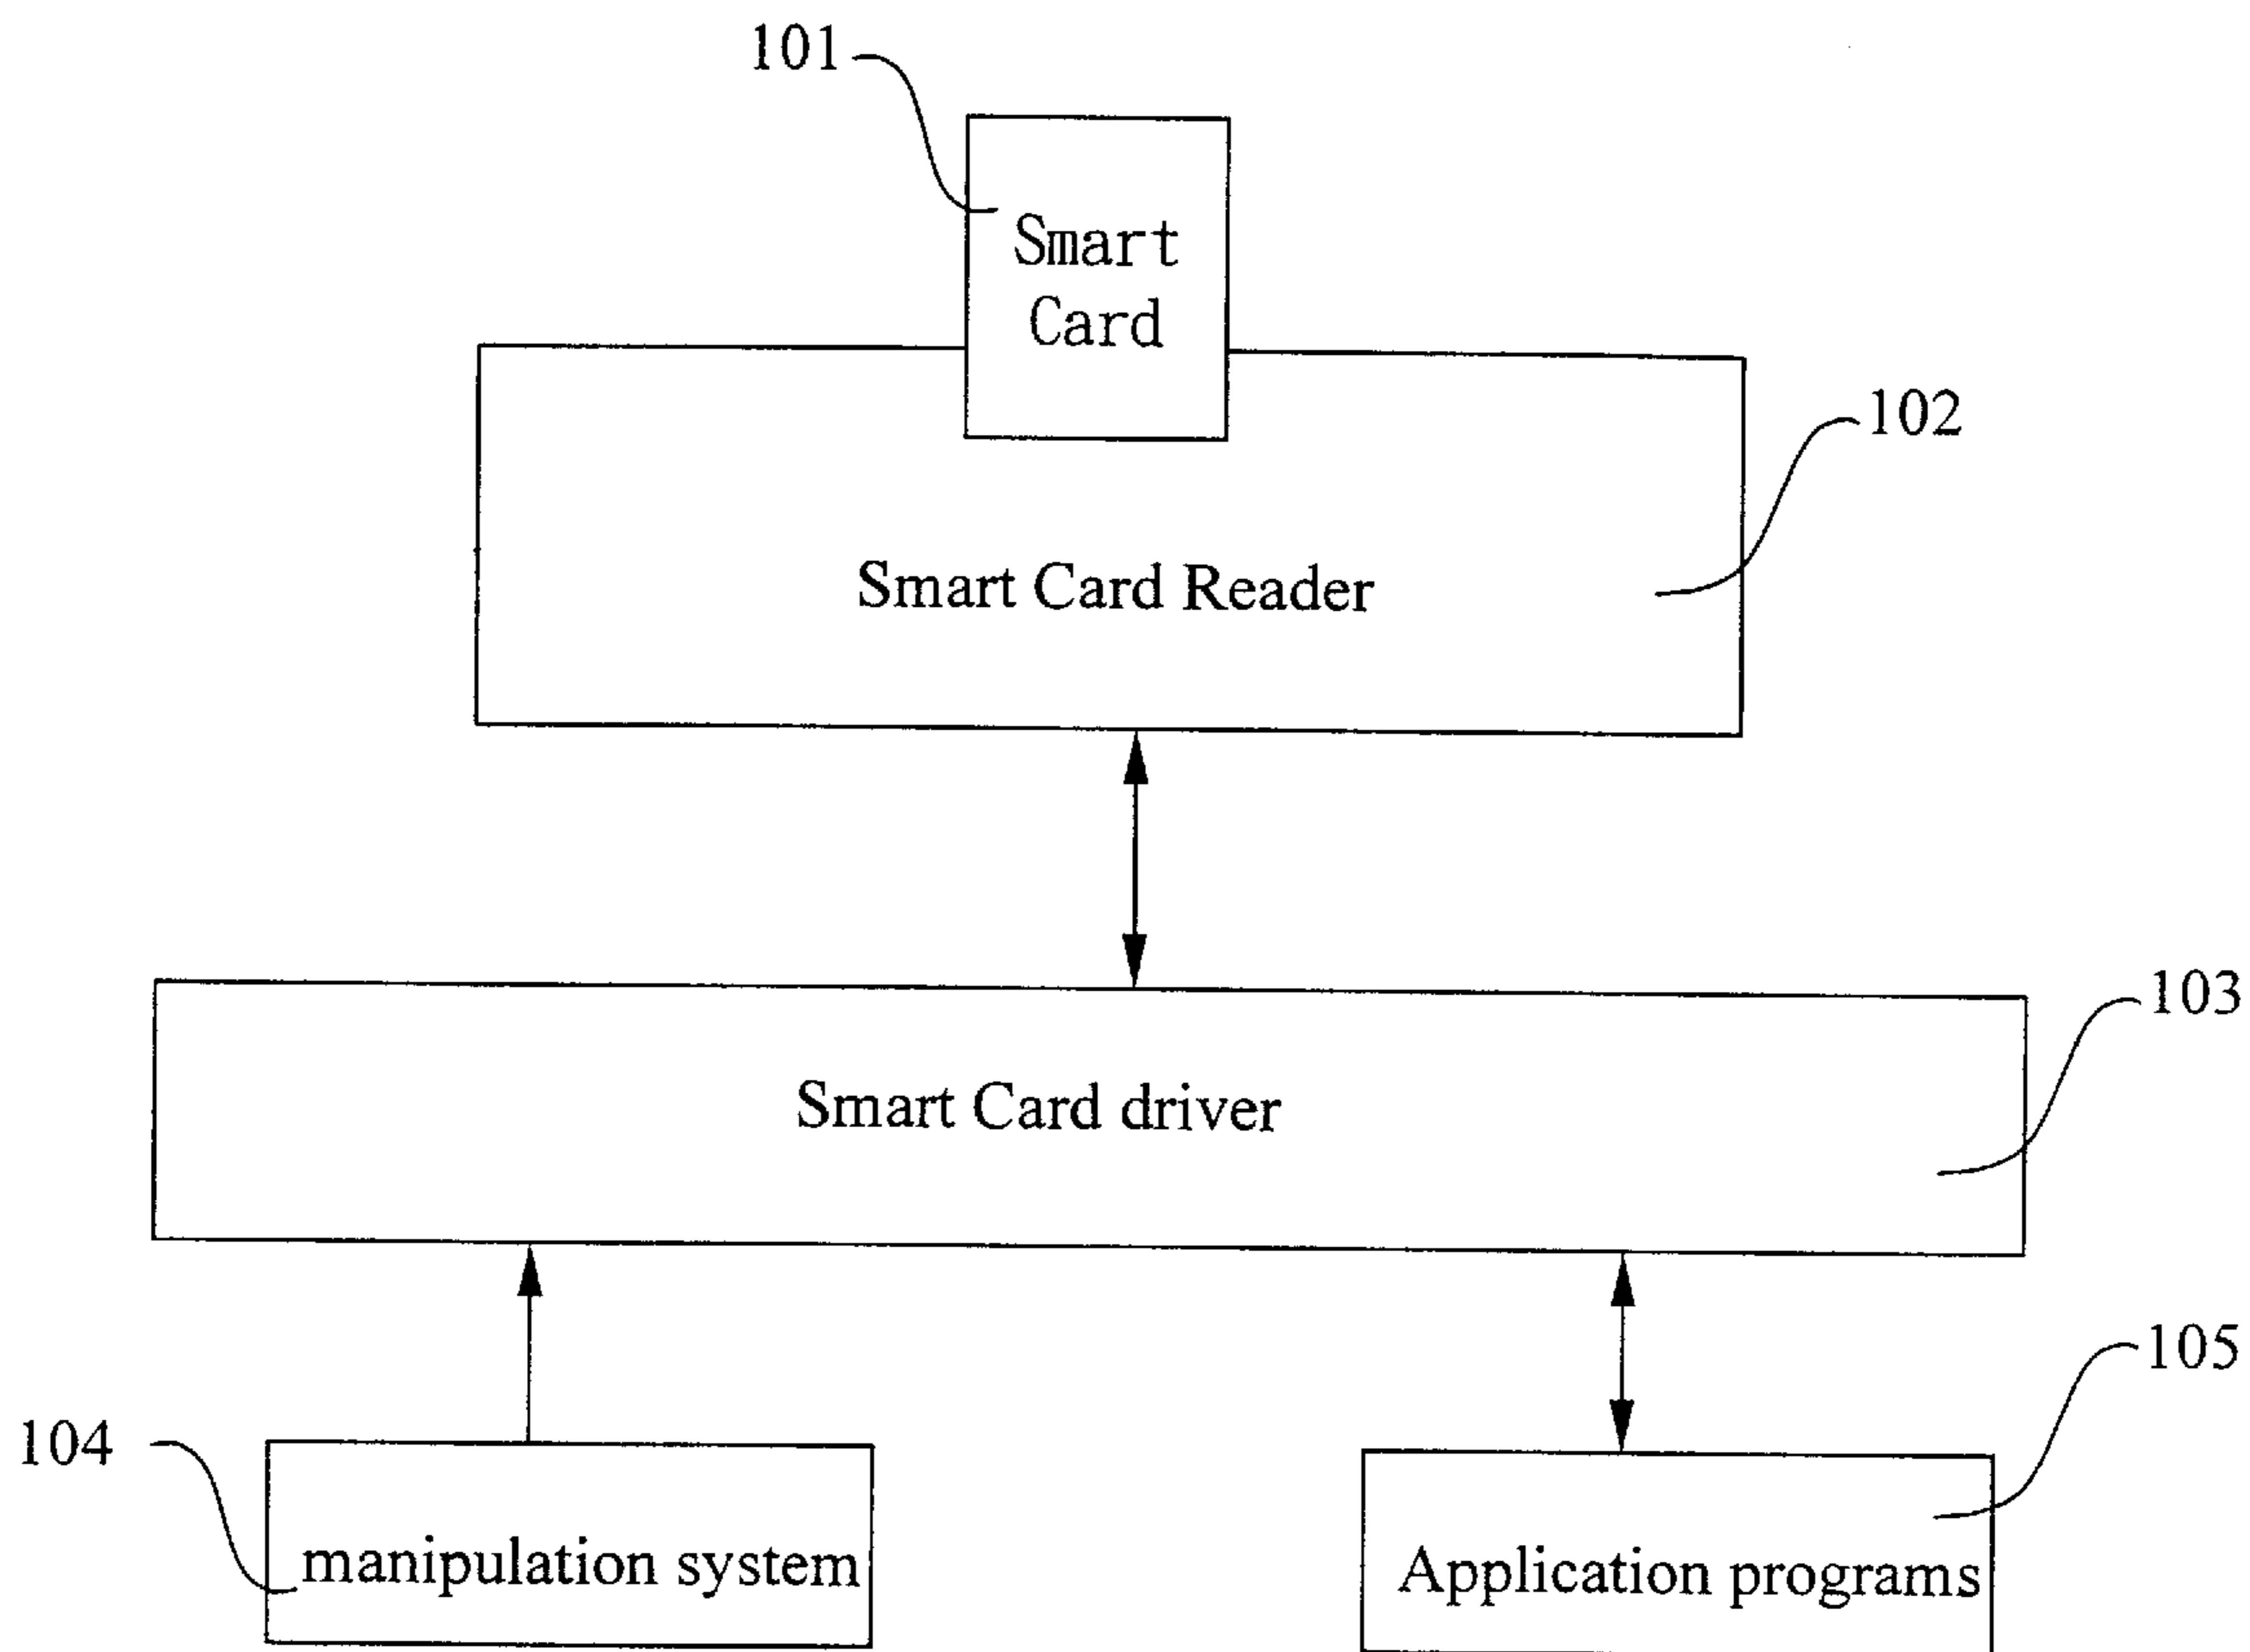 101
Smart
Card
102
Smart Card Reader
103
Smart Card driver
105
104
manipulation system
Application programs